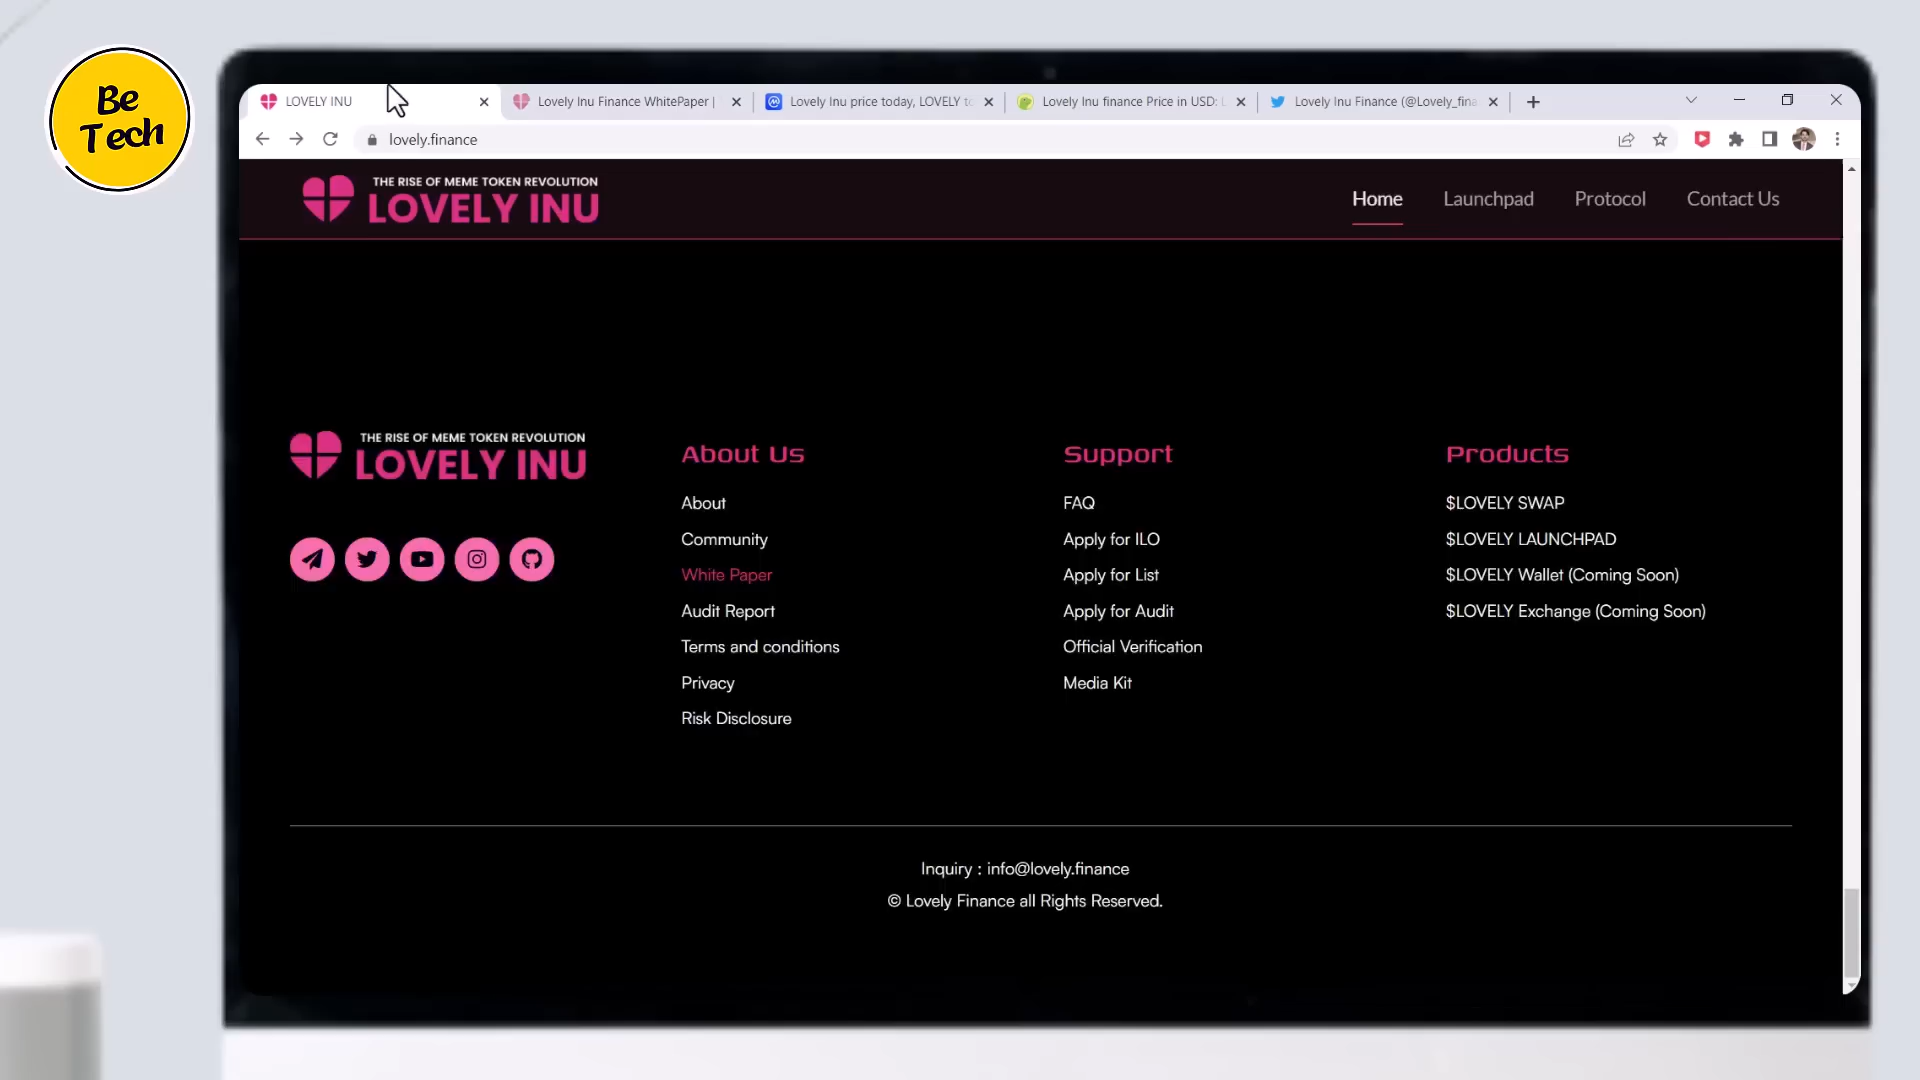 Be
Tech
LOVELY INU
Lovely Inu Finance WhitePaper |
Lovely Inu price today, LOVELY to
Lovely Inu finance Price in USD:
Lovely Inu Finance (@Lovely_fina
lovely.finance
THE RISE OF MEME TOKEN REVOLUTION
LOVELY INU
Home
Launchpad
Protocol
Contact Us
THE RISE OF MEME TOKEN REVOLUTION
LOVELY INU
About Us
About
Community
White Paper
Audit Report
Terms and conditions
Privacy
Risk Disclosure
Support
FAQ
Apply for ILO
Apply for List
Apply for Audit
Official Verification
Media Kit
Products
$LOVELY SWAP
$LOVELY LAUNCHPAD
$LOVELY Wallet (Coming Soon)
$LOVELY Exchange (Coming Soon)
Inquiry : info@lovely.finance
© Lovely Finance all Rights Reserved.